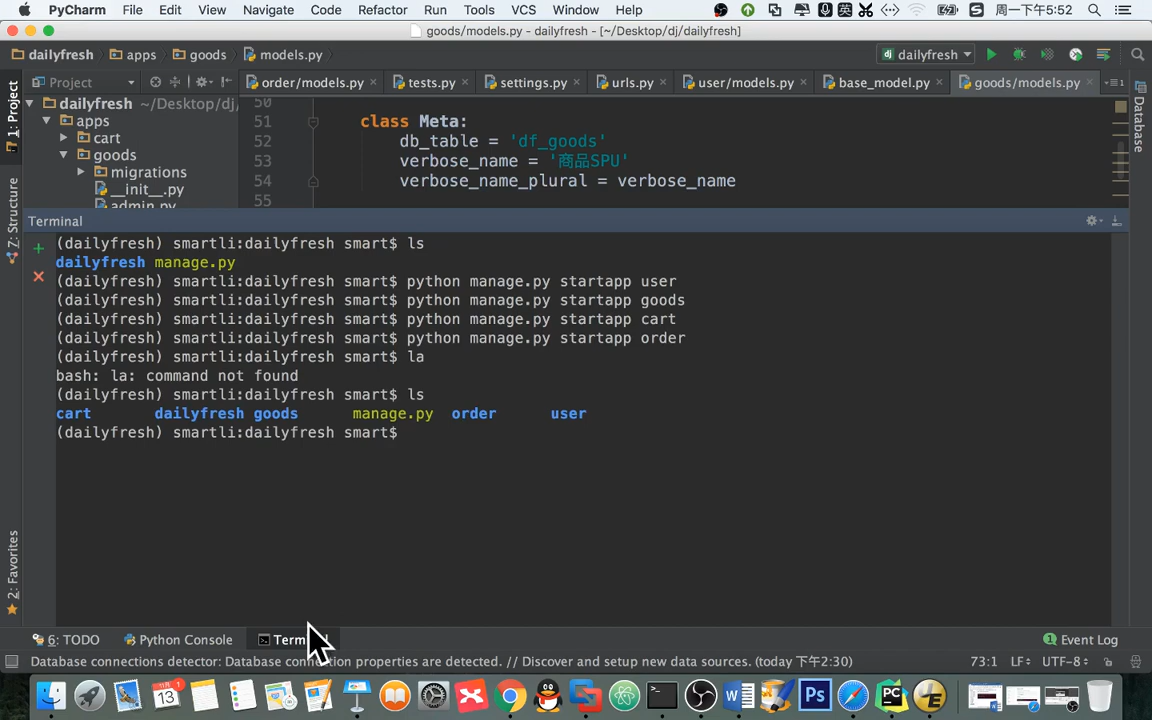 PyCharm File Edit View Navigate Code Refactor Run Tools VCS Window Help 周一下午5:52
goods/models.py - dailyfresh - [~/Desktop/dj/dailyfresh]
dailyfresh apps goods models.py dailyfresh
Project order/models.py tests.py settings.py urls.py user/models.py base_model.py goods/models.py
dailyfresh ~/Desktop/dj/
apps
cart
goods
migrations
__init__.py
admin.py
50
51 class Meta:
52 db_table = 'df_goods'
53 verbose_name = '商品SPU'
54 verbose_name_plural = verbose_name
55
1: Project
7: Structure
2: Favorites
Database
Terminal
(dailyfresh) smartli:dailyfresh smart$ ls
dailyfresh manage.py
(dailyfresh) smartli:dailyfresh smart$ python manage.py startapp user
(dailyfresh) smartli:dailyfresh smart$ python manage.py startapp goods
(dailyfresh) smartli:dailyfresh smart$ python manage.py startapp cart
(dailyfresh) smartli:dailyfresh smart$ python manage.py startapp order
(dailyfresh) smartli:dailyfresh smart$ la
bash: la: command not found
(dailyfresh) smartli:dailyfresh smart$ ls
cart dailyfresh goods manage.py order user
(dailyfresh) smartli:dailyfresh smart$
6: TODO Python Console Event Log
Database connections detector: Database connection properties are detected. // Discover and setup new data sources. (today 下午2:30) 73:1 LF UTF-8